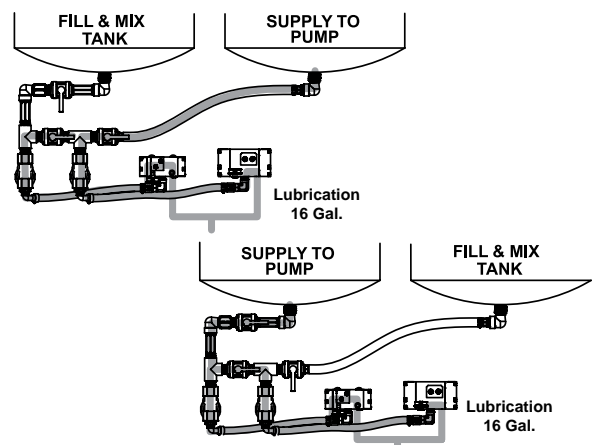 FILL & MIX
TANK
SUPPLY TO
PUMP
Lubrication
16 Gal.
SUPPLY TO
PUMP
FILL & MIX
TANK
Lubrication
16 Gal.